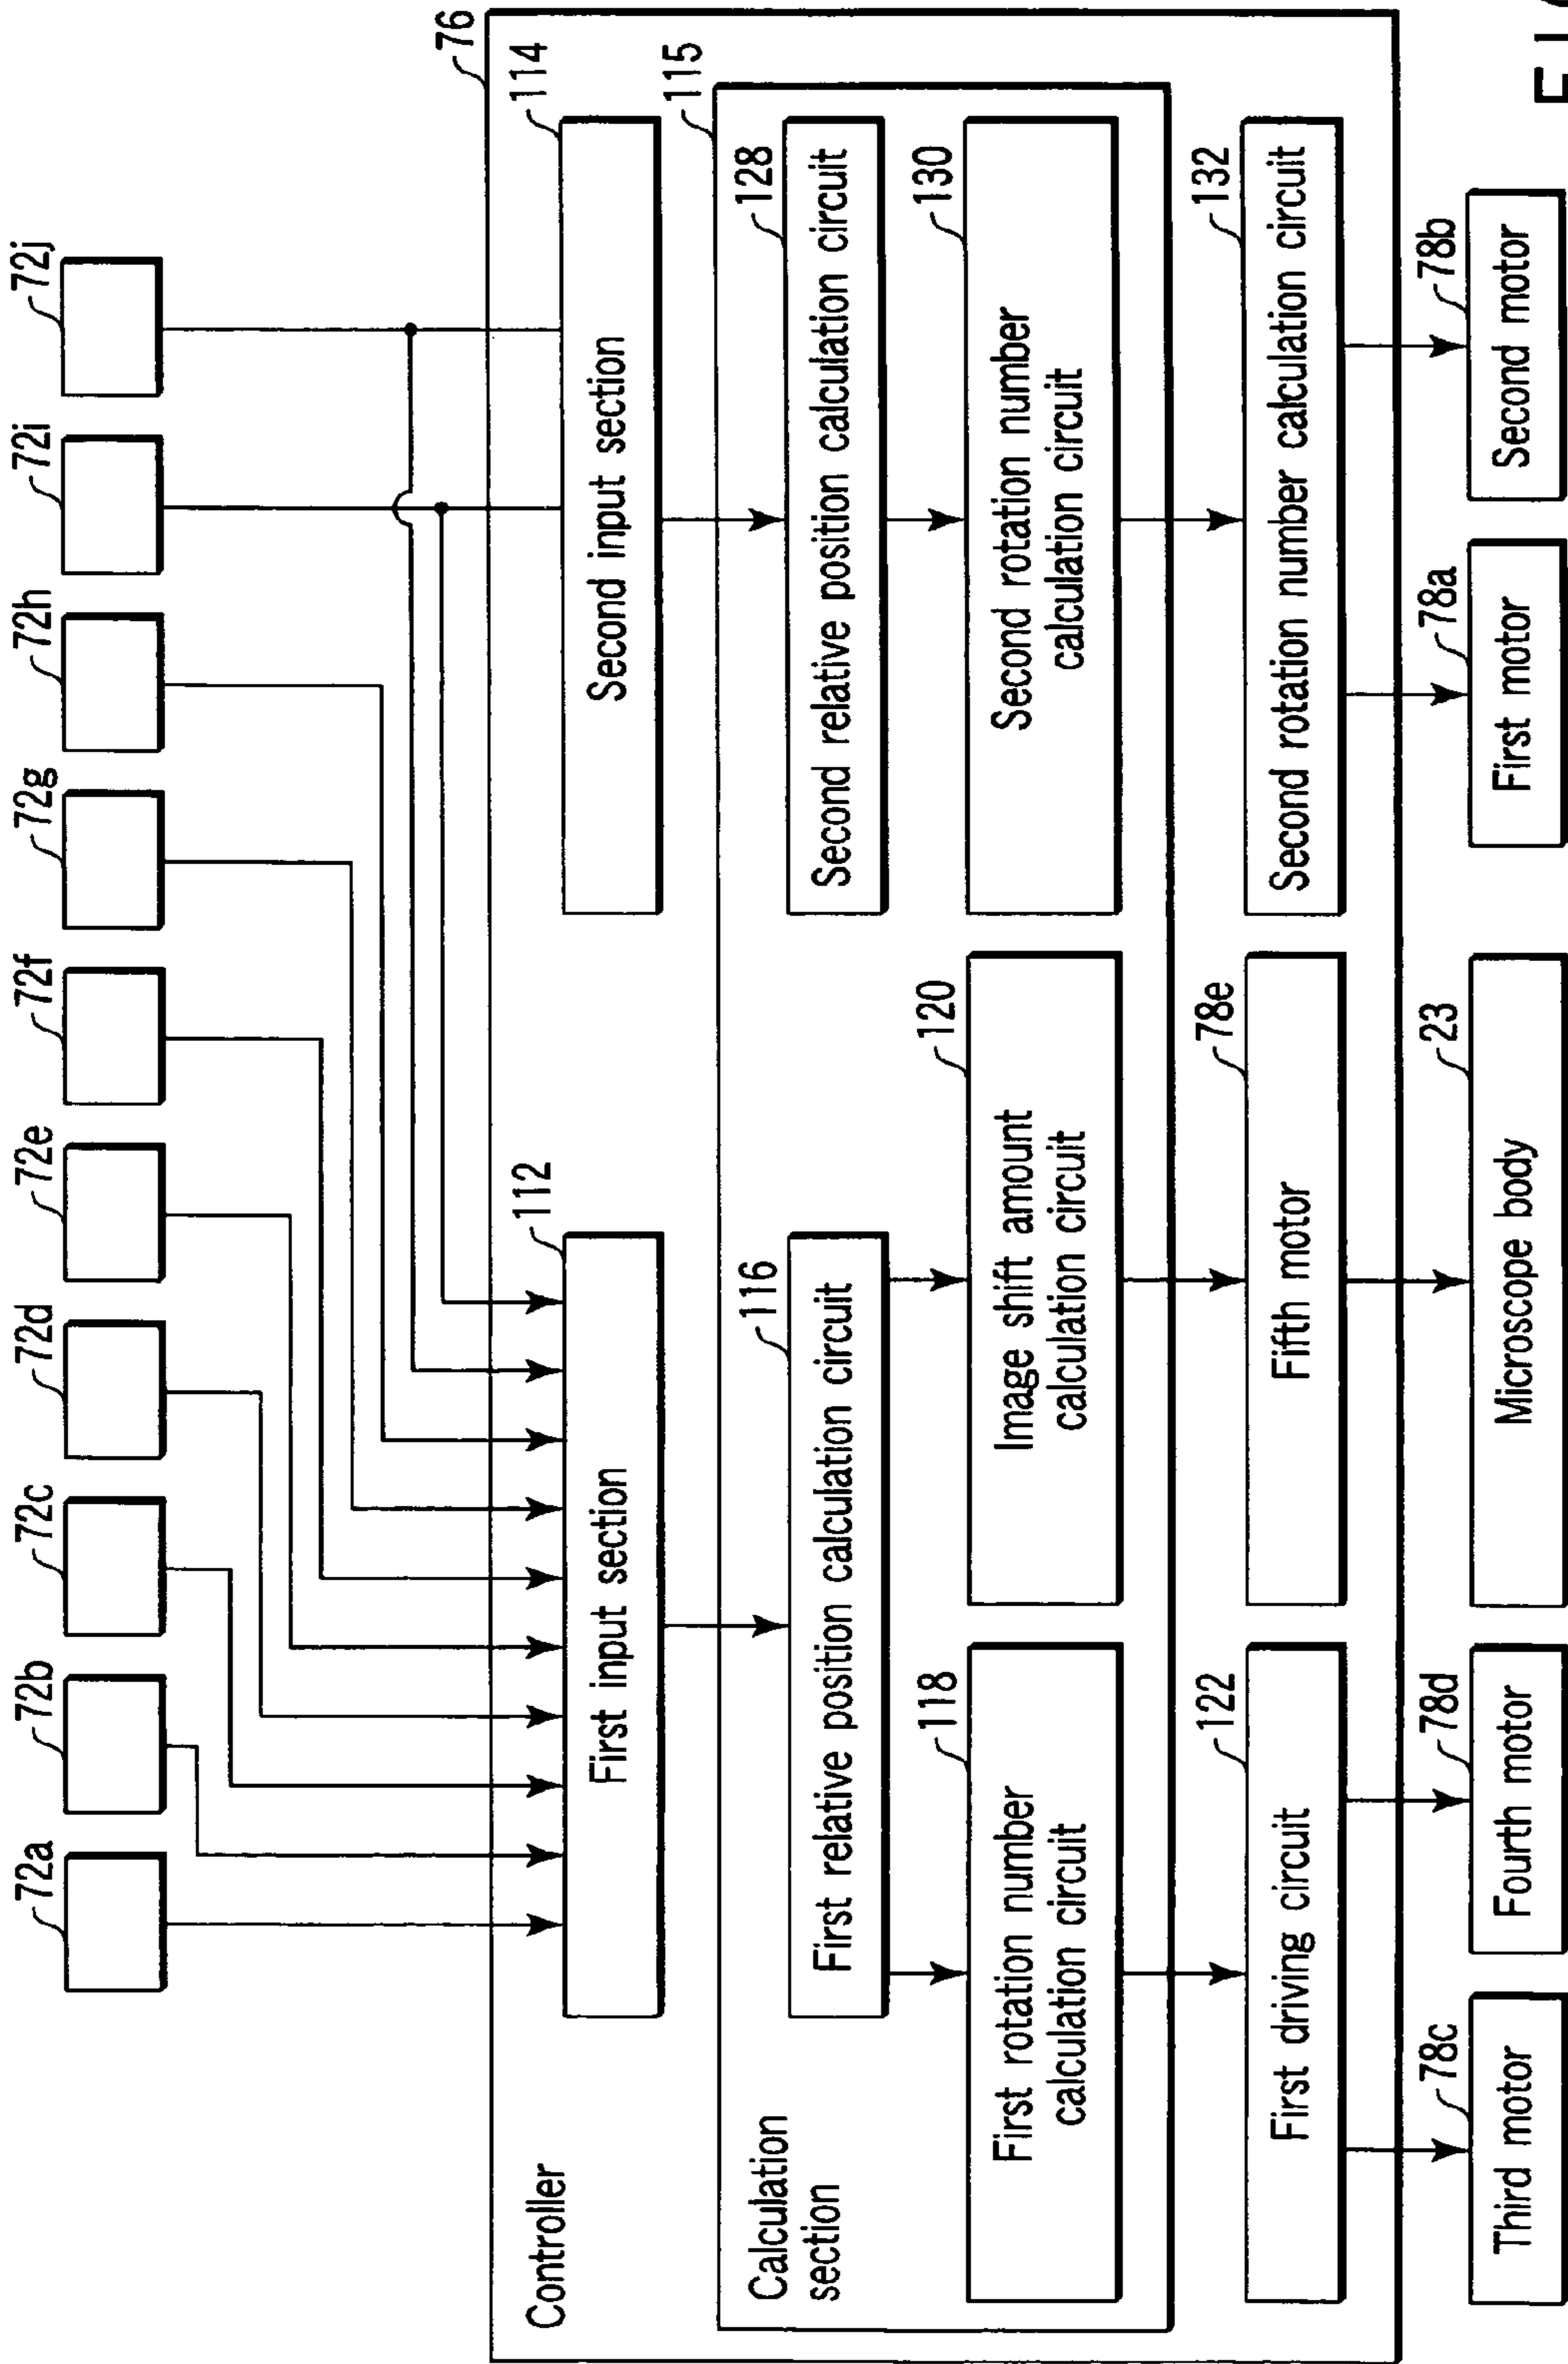 72a
72b
72c
72d
72e
72f
72g
72h
72i
72j
76
Controller
112
First input section
114
Second input section
115
Calculation
section
116
First relative position calculation circuit
128
Second relative position calculation circuit
118
First rotation number
calculation circuit
120
Image shift amount
calculation circuit
130
Second rotation number
calculation circuit
122
First driving circuit
78e
Fifth motor
132
Second rotation number calculation circuit
78c
Third motor
78d
Fourth motor
23
Microscope body
78a
First motor
78b
Second motor